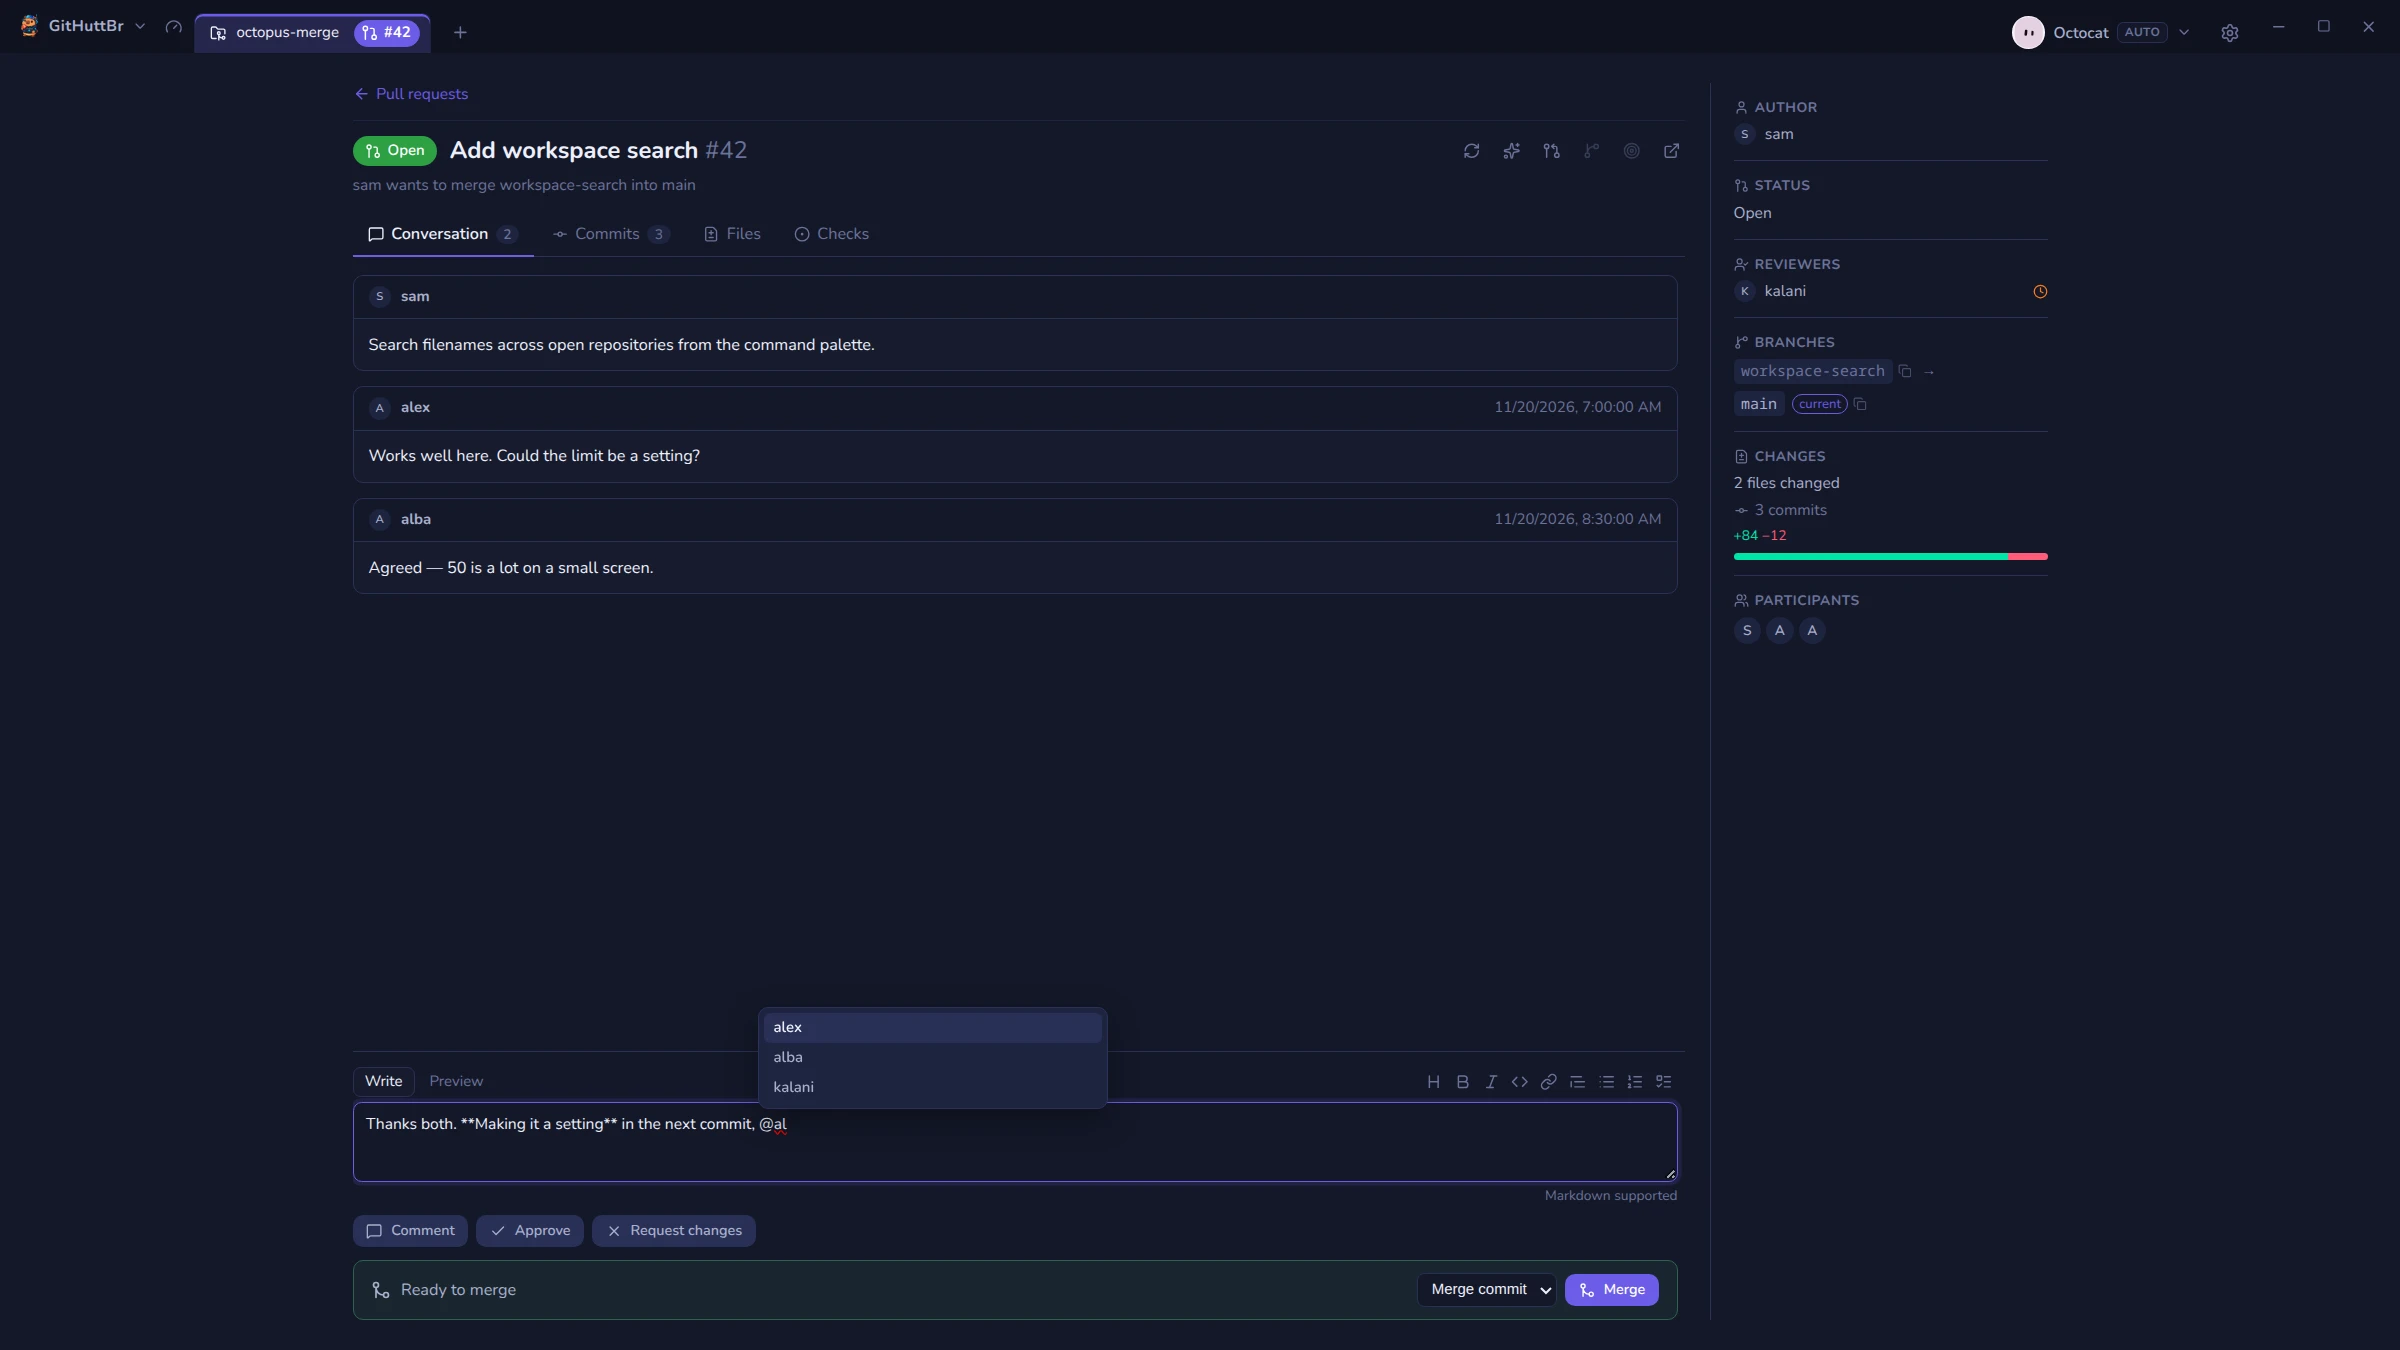 GitHuttBr
octopus-merge #42
Octocat AUTO
Pull requests
Open Add workspace search #42
sam wants to merge workspace-search into main
Conversation 2 Commits 3 Files Checks
S sam
Search filenames across open repositories from the command palette.
A alex 11/20/2026, 7:00:00 AM
Works well here. Could the limit be a setting?
A alba 11/20/2026, 8:30:00 AM
Agreed — 50 is a lot on a small screen.
alex
alba
kalani
Write Preview
Thanks both. **Making it a setting** in the next commit, @al
Markdown supported
Comment Approve Request changes
Ready to merge Merge commit Merge
AUTHOR
S sam
STATUS
Open
REVIEWERS
K kalani
BRANCHES
workspace-search →
main current
CHANGES
2 files changed
3 commits
+84 −12
PARTICIPANTS
S A A